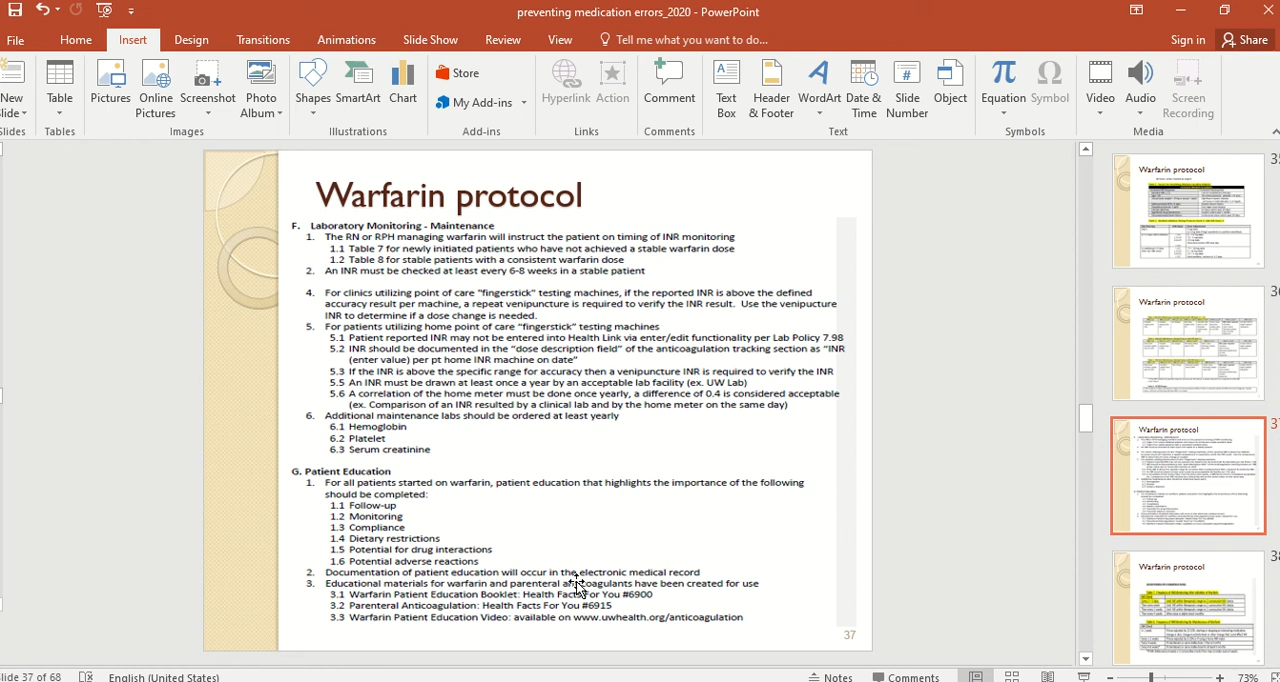 preventing medication errors_2020 - PowerPoint
File Home Insert Design Transitions Animations Slide Show Review View Tell me what you want to do... Sign in Share
New Slide Table Pictures Online Pictures Screenshot Photo Album Shapes SmartArt Chart Store My Add-ins Hyperlink Action Comment Text Box Header & Footer WordArt Date & Time Slide Number Object Equation Symbol Video Audio Screen Recording
Slides Tables Images Illustrations Add-ins Links Comments Text Symbols Media
Warfarin protocol
F. Laboratory Monitoring - Maintenance
1. The RN or RPH managing warfarin will instruct the patient on timing of INR monitoring
1.1 Table 7 for newly initiated patients who have not achieved a stable warfarin dose
1.2 Table 8 for stable patients with a consistent warfarin dose
2. An INR must be checked at least every 6-8 weeks in a stable patient
4. For clinics utilizing point of care "fingerstick" testing machines, if the reported INR is above the defined
accuracy result per machine, a repeat venipuncture is required to verify the INR result. Use the venipuncture
INR to determine if a dose change is needed.
5. For patients utilizing home point of care "fingerstick" testing machines
5.1 Patient reported INR may not be entered into Health Link via enter/edit functionality per Lab Policy 7.98
5.2 INR should be documented in the "dose description field" of the anticoagulation tracking section as "INR
(enter value) per pt home INR machine on date"
5.3 If the INR is above the specific range for accuracy then a venipuncture INR is required to verify the INR
5.5 An INR must be drawn at least once a year by an acceptable lab facility (ex. UW Lab)
5.6 A correlation of the home meter must be done once yearly, a difference of 0.4 is considered acceptable
(ex. Comparison of an INR resulted by a clinical lab and by the home meter on the same day)
6. Additional maintenance labs should be ordered at least yearly
6.1 Hemoglobin
6.2 Platelet
6.3 Serum creatinine
G. Patient Education
1. For all patients started on warfarin, patient education that highlights the importance of the following
should be completed:
1.1 Follow-up
1.2 Monitoring
1.3 Compliance
1.4 Dietary restrictions
1.5 Potential for drug interactions
1.6 Potential adverse reactions
2. Documentation of patient education will occur in the electronic medical record
3. Educational materials for warfarin and parenteral anticoagulants have been created for use
3.1 Warfarin Patient Education Booklet: Health Facts For You #6900
3.2 Parenteral Anticoagulation: Health Facts For You #6915
3.3 Warfarin Patient Education Video: available on www.uwhealth.org/anticoagulation
37
35
Warfarin protocol
36
Warfarin protocol
37
Warfarin protocol
38
Warfarin protocol
Slide 37 of 68 English (United States) Notes Comments 73%